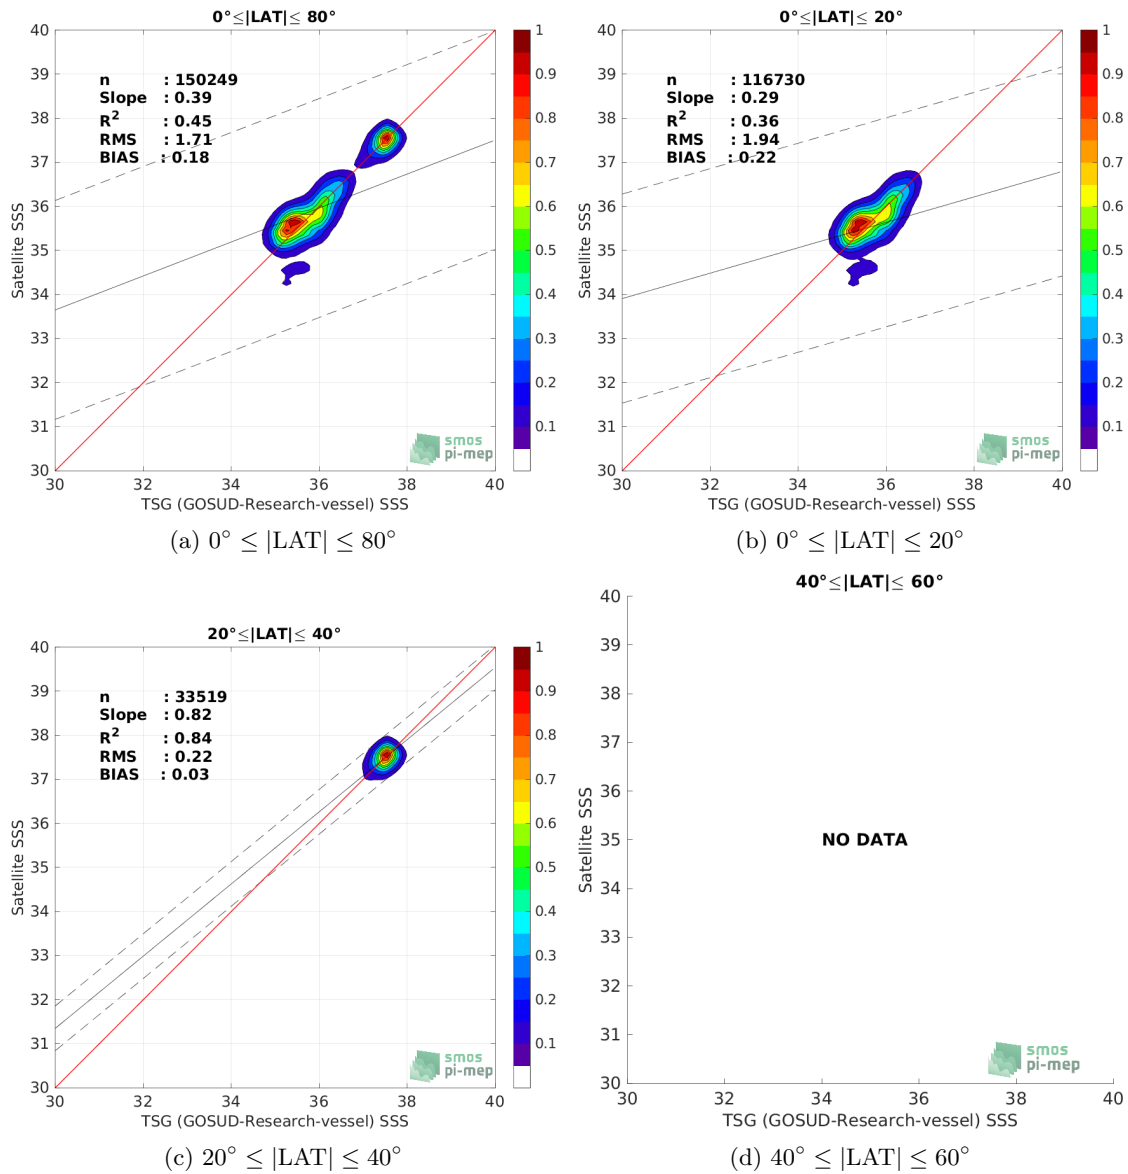 0°≤|LAT|≤ 80°
40
39
38
37
36
35
34
33
32
31
30
Satellite SSS
n : 150249
Slope : 0.39
R² : 0.45
RMS : 1.71
BIAS : 0.18
1
0.9
0.8
0.7
0.6
0.5
0.4
0.3
0.2
0.1
smos
pi-mep
30 32 34 36 38 40
TSG (GOSUD-Research-vessel) SSS
(a) 0° ≤ |LAT| ≤ 80°
0°≤|LAT|≤ 20°
40
39
38
37
36
35
34
33
32
31
30
Satellite SSS
n : 116730
Slope : 0.29
R² : 0.36
RMS : 1.94
BIAS : 0.22
1
0.9
0.8
0.7
0.6
0.5
0.4
0.3
0.2
0.1
smos
pi-mep
30 32 34 36 38 40
TSG (GOSUD-Research-vessel) SSS
(b) 0° ≤ |LAT| ≤ 20°
20°≤|LAT|≤ 40°
40
39
38
37
36
35
34
33
32
31
30
Satellite SSS
n : 33519
Slope : 0.82
R² : 0.84
RMS : 0.22
BIAS : 0.03
1
0.9
0.8
0.7
0.6
0.5
0.4
0.3
0.2
0.1
smos
pi-mep
30 32 34 36 38 40
TSG (GOSUD-Research-vessel) SSS
(c) 20° ≤ |LAT| ≤ 40°
40°≤|LAT|≤ 60°
40
39
38
37
36
35
34
33
32
31
30
Satellite SSS
NO DATA
smos
pi-mep
30 32 34 36 38 40
TSG (GOSUD-Research-vessel) SSS
(d) 40° ≤ |LAT| ≤ 60°